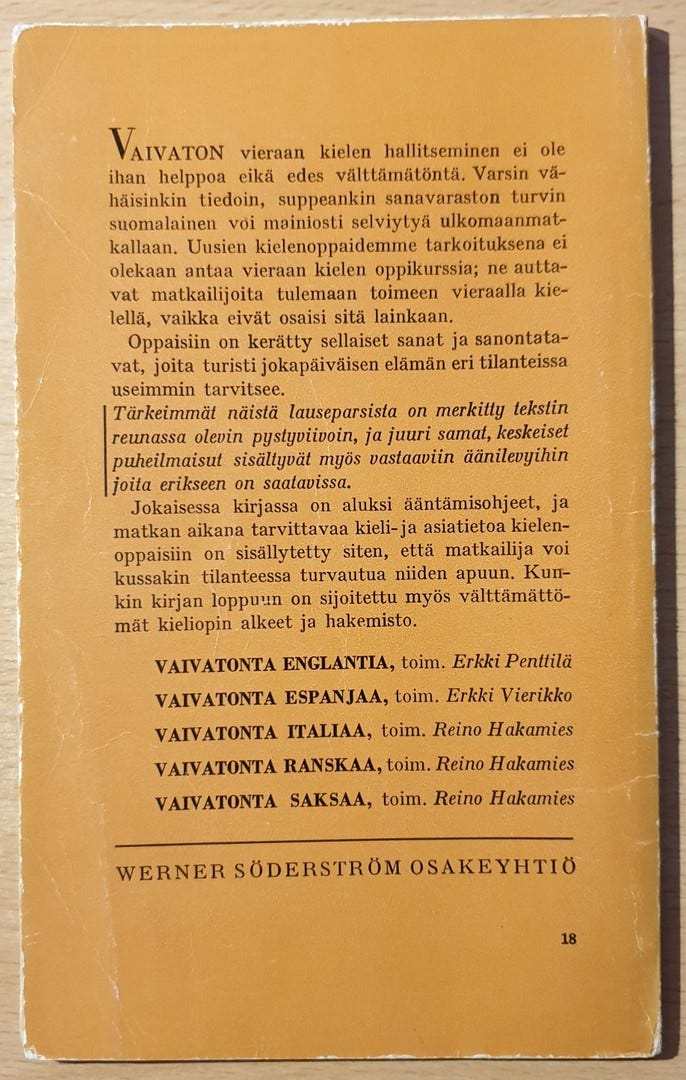 VAIVATON vieraan kielen hallitseminen ei ole
ihan helppoa eikä edes välttämätöntä. Varsin vä-
häisinkin tiedoin, suppeankin sanavaraston turvin
suomalainen voi mainiosti selviytyä ulkomaanmat-
kallaan. Uusien kielenoppaidemme tarkoituksena ei
olekaan antaa vieraan kielen oppikurssia; ne autta-
vat matkailijoita tulemaan toimeen vieraalla kie-
lellä, vaikka eivät osaisi sitä lainkaan.
Oppaisiin on kerätty sellaiset sanat ja sanontata-
vat, joita turisti jokapäiväisen elämän eri tilanteissa
useimmin tarvitsee.
Tärkeimmät näistä lauseparsista on merkitty tekstin
reunassa olevin pystyviivoin, ja juuri samat, keskeiset
puheilmaisut sisältyvät myös vastaaviin äänilevyihin
joita erikseen on saatavissa.
Jokaisessa kirjassa on aluksi ääntämisohjeet, ja
matkan aikana tarvittavaa kieli- ja asiatietoa kielen-
oppaisiin on sisällytetty siten, että matkailija voi
kussakin tilanteessa turvautua niiden apuun. Kun-
kin kirjan loppuun on sijoitettu myös välttämättö-
mät kieliopin alkeet ja hakemisto.
VAIVATONTA ENGLANTIA, toim. Erkki Penttilä
VAIVATONTA ESPANJAA, toim. Erkki Vierikko
VAIVATONTA ITALIAA, toim. Reino Hakamies
VAIVATONTA RANSKAA, toim. Reino Hakamies
VAIVATONTA SAKSAA, toim. Reino Hakamies
WERNER SÖDERSTRÖM OSAKEYHTIÖ
18